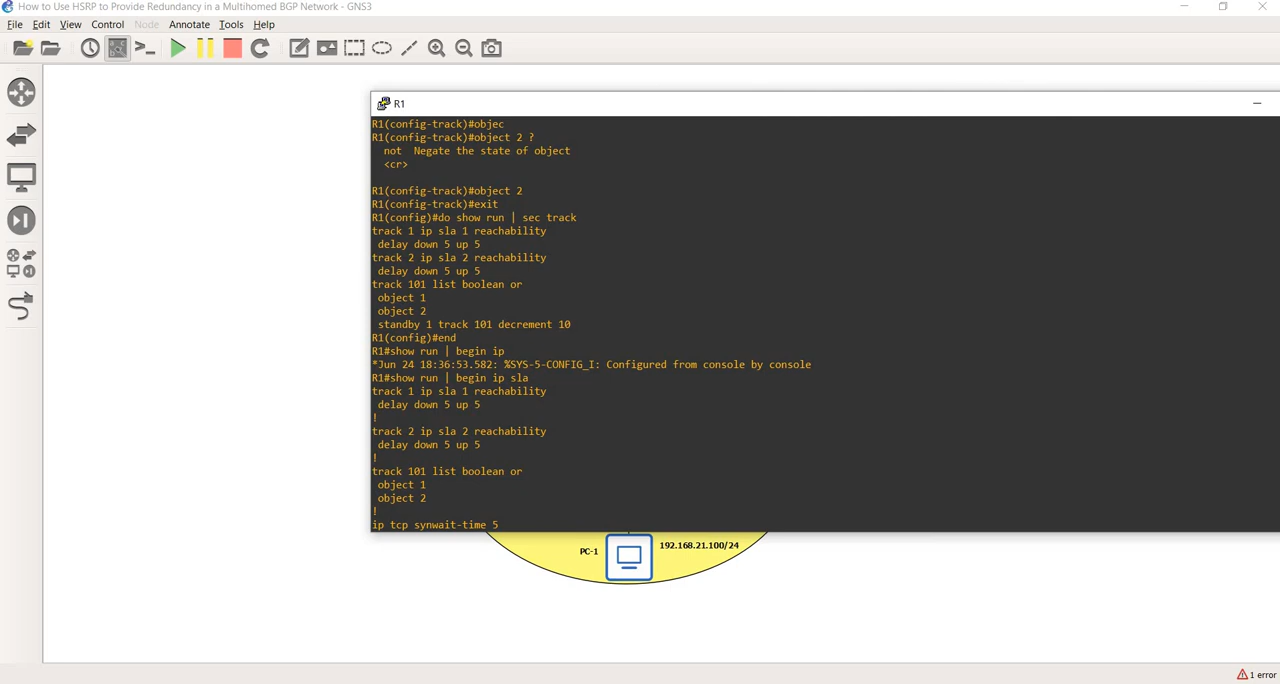 How to Use HSRP to Provide Redundancy in a Multihomed BGP Network - GNS3
File Edit View Control Node Annotate Tools Help
R1
R1(config-track)#objec
R1(config-track)#object 2 ?
not Negate the state of object
<cr>
R1(config-track)#object 2
R1(config-track)#exit
R1(config)#do show run | sec track
track 1 ip sla 1 reachability
delay down 5 up 5
track 2 ip sla 2 reachability
delay down 5 up 5
track 101 list boolean or
object 1
object 2
standby 1 track 101 decrement 10
R1(config)#end
R1#show run | begin ip
*Jun 24 18:36:53.582: %SYS-5-CONFIG_I: Configured from console by console
R1#show run | begin ip sla
track 1 ip sla 1 reachability
delay down 5 up 5
!
track 2 ip sla 2 reachability
delay down 5 up 5
!
track 101 list boolean or
object 1
object 2
!
ip tcp synwait-time 5
PC-1
192.168.21.100/24
1 error